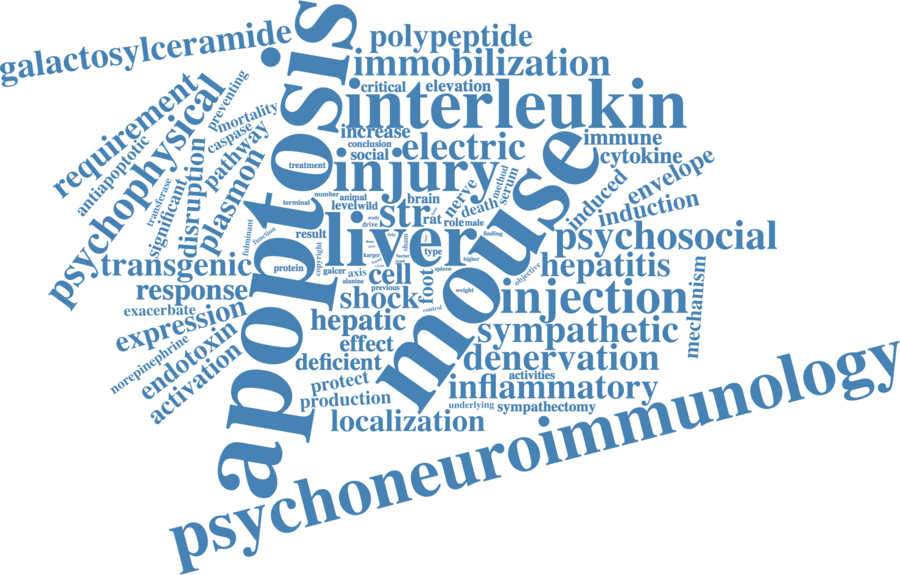 galactosylceramide
polypeptide
immobilization
critical
elevation
interleukin
apoptosis
requirement
preventing
psychophysical
antiapoptotic
mortality
caspase
pathway
increase
conclusion
social
electric
immune
cytokine
transferase
significant
disruption
plasmon
treatment
injury
mouse
envelope
induced
induction
number
animal
brain
nerve
method
serum
death
terminal
level
wild
study
drive
rat
role
male
str
liver
finding
psychosocial
fulminant
function
result
copyright
transgenic
protein
galcer
axis
cell
type
factor
karger
higher
spleen
objective
hepatitis
mechanism
response
alanine
previous
shock
foot
weight
injection
exacerbate
expression
hepatic
control
sympathetic
norepinephrine
endotoxin
activation
effect
deficient
denervation
activities
protect
production
inflammatory
underlying
sympathectomy
localization
psychoneuroimmunology